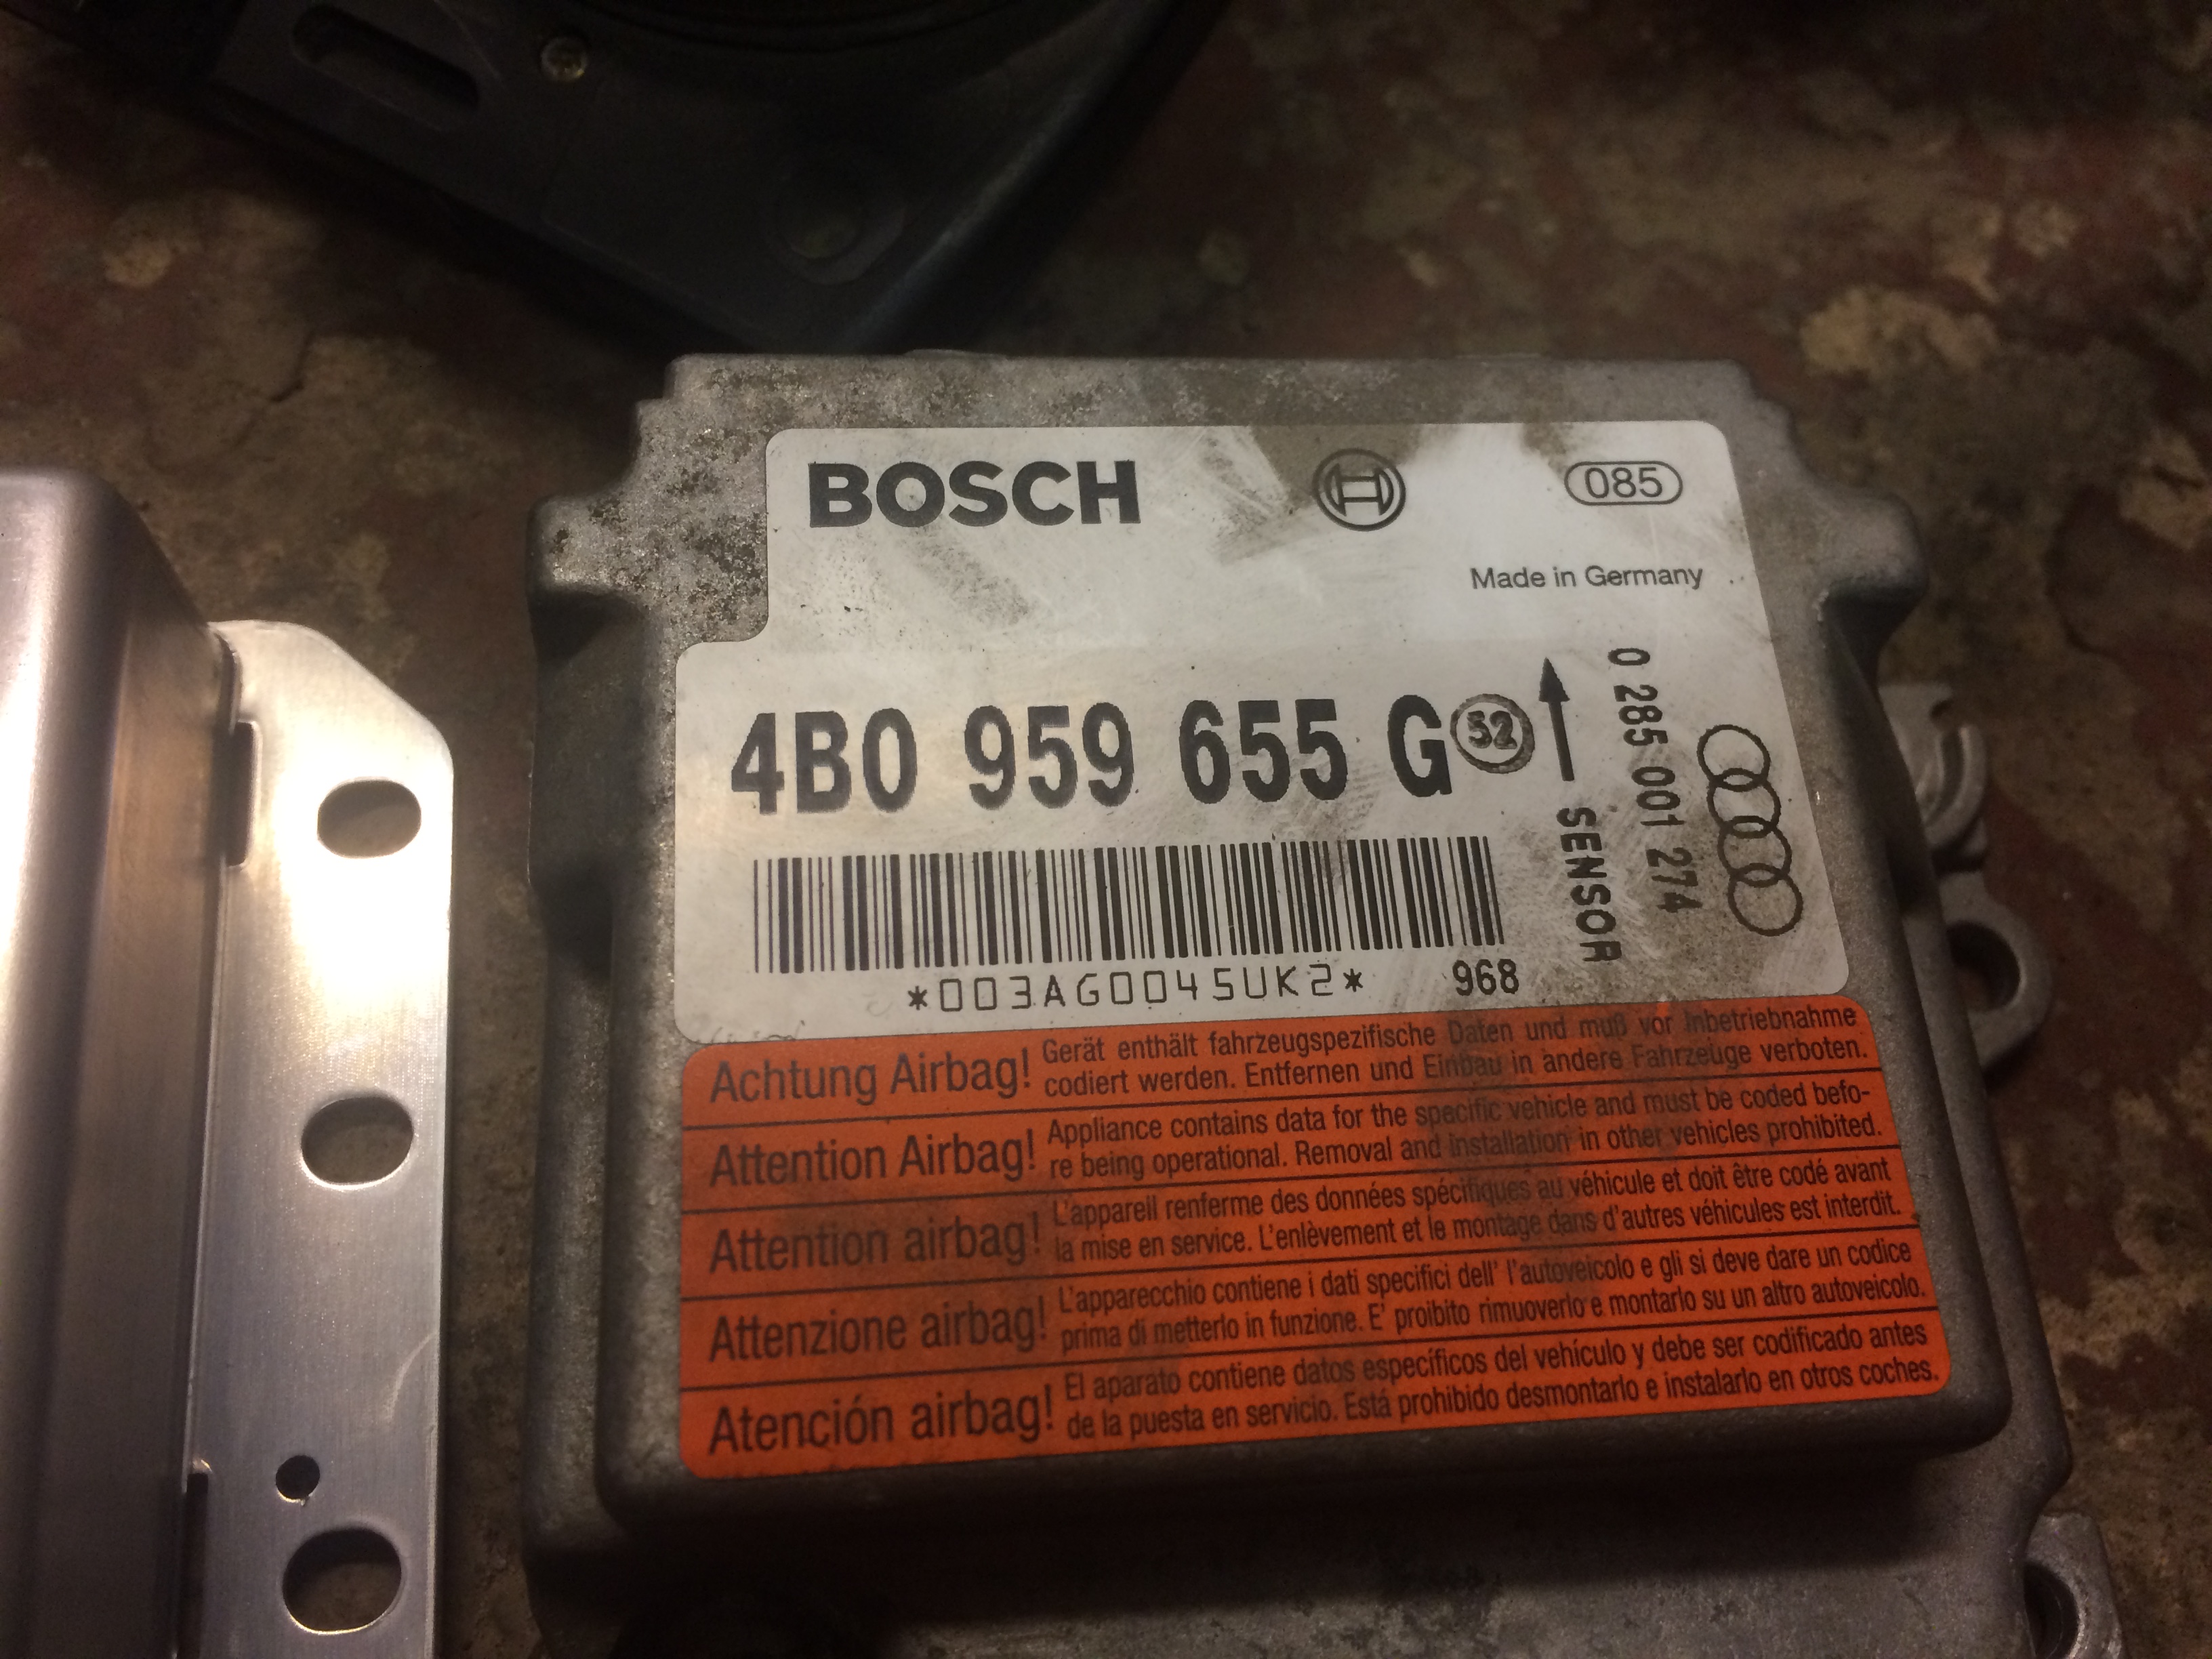 BOSCH
085
Made in Germany
4B0 959 655 G
52
SENSOR
0 285 001 274
*003AG0045UK2*
968
Achtung Airbag!
Gerät enthält fahrzeugspezifische Daten und muß vor Inbetriebnahme
codiert werden. Entfernen und Einbau in andere Fahrzeuge verboten.
Attention Airbag!
Appliance contains data for the specific vehicle and must be coded befo-
re being operational. Removal and installation in other vehicles prohibited.
Attention airbag!
L'appareil renferme des données spécifiques au véhicule et doit être codé avant
la mise en service. L'enlèvement et le montage dans d'autres véhicules est interdit.
Attenzione airbag!
L'apparecchio contiene i dati specifici dell' l'autoveicolo e gli si deve dare un codice
prima di metterlo in funzione. E' proibito rimuoverlo e montarlo su un altro autoveicolo.
Atención airbag!
El aparato contiene datos específicos del vehículo y debe ser codificado antes
de la puesta en servicio. Está prohibido desmontarlo e instalarlo en otros coches.